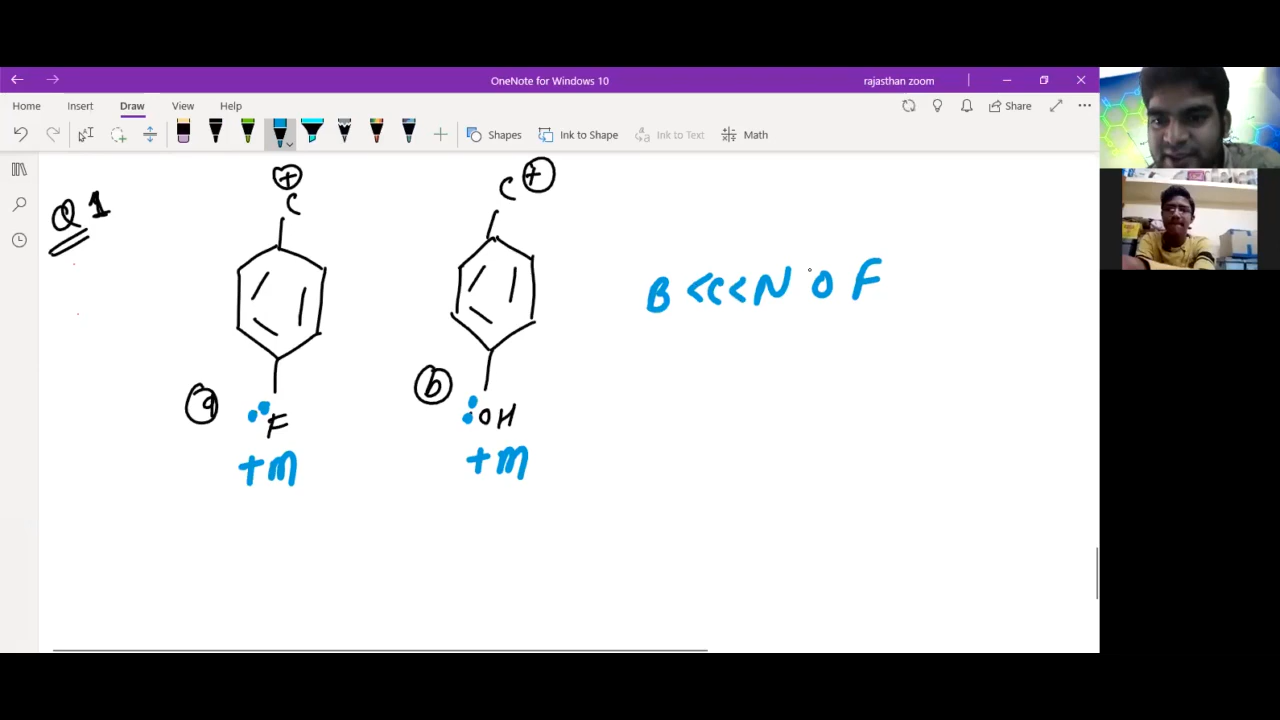 OneNote for Windows 10
rajasthan zoom
Home Insert Draw View Help
Share
Shapes Ink to Shape Ink to Text Math
Q 1
+
C
C +
B <<C<< N O F
a
F
b
OH
+m
+m